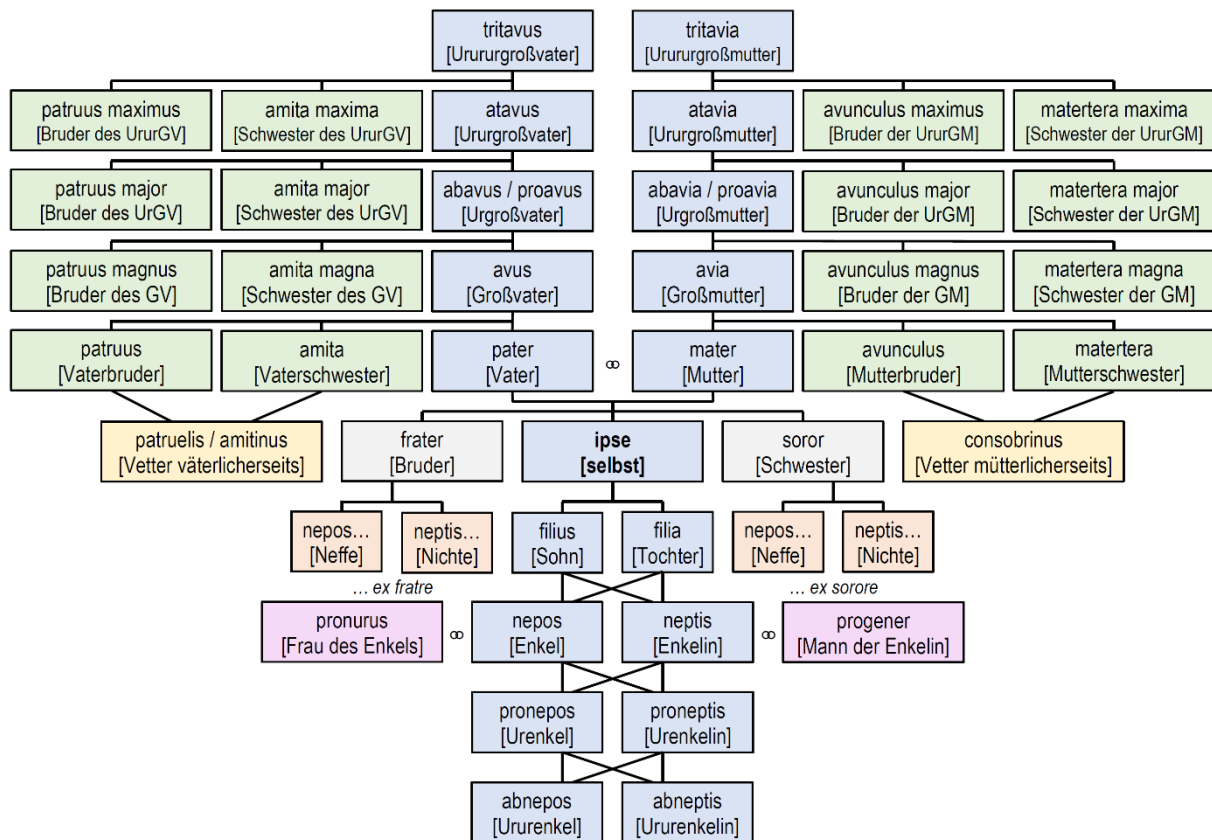 tritavus
[Urururgroßvater]
tritavia
[Urururgroßmutter]
patruus maximus
[Bruder des UrurGV]
amita maxima
[Schwester des UrurGV]
atavus
[Ururgroßvater]
atavia
[Ururgroßmutter]
avunculus maximus
[Bruder der UrurGM]
matertera maxima
[Schwester der UrurGM]
patruus major
[Bruder des UrGV]
amita major
[Schwester des UrGV]
abavus / proavus
[Urgroßvater]
abavia / proavia
[Urgroßmutter]
avunculus major
[Bruder der UrGM]
matertera major
[Schwester der UrGM]
patruus magnus
[Bruder des GV]
amita magna
[Schwester des GV]
avus
[Großvater]
avia
[Großmutter]
avunculus magnus
[Bruder der GM]
matertera magna
[Schwester der GM]
patruus
[Vaterbruder]
amita
[Vaterschwester]
pater
[Vater]
⚭
mater
[Mutter]
avunculus
[Mutterbruder]
matertera
[Mutterschwester]
patruelis / amitinus
[Vetter väterlicherseits]
frater
[Bruder]
ipse
[selbst]
soror
[Schwester]
consobrinus
[Vetter mütterlicherseits]
nepos…
[Neffe]
neptis…
[Nichte]
filius
[Sohn]
filia
[Tochter]
nepos…
[Neffe]
neptis…
[Nichte]
… ex fratre
… ex sorore
pronurus
[Frau des Enkels]
⚭
nepos
[Enkel]
neptis
[Enkelin]
⚭
progener
[Mann der Enkelin]
pronepos
[Urenkel]
proneptis
[Urenkelin]
abnepos
[Ururenkel]
abneptis
[Ururenkelin]